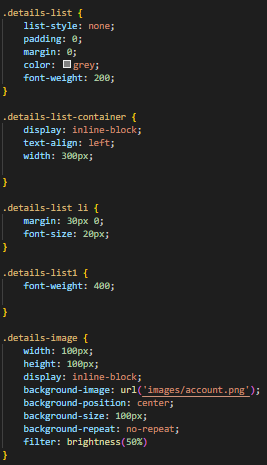 .details-list {
    list-style: none;
    padding: 0;
    margin: 0;
    color: grey;
    font-weight: 200;
}

.details-list-container {
    display: inline-block;
    text-align: left;
    width: 300px;

}

.details-list li {
    margin: 30px 0;
    font-size: 20px;
}

.details-list1 {
    font-weight: 400;

}

.details-image {
    width: 100px;
    height: 100px;
    display: inline-block;
    background-image: url('images/account.png');
    background-position: center;
    background-size: 100px;
    background-repeat: no-repeat;
    filter: brightness(50%)
}